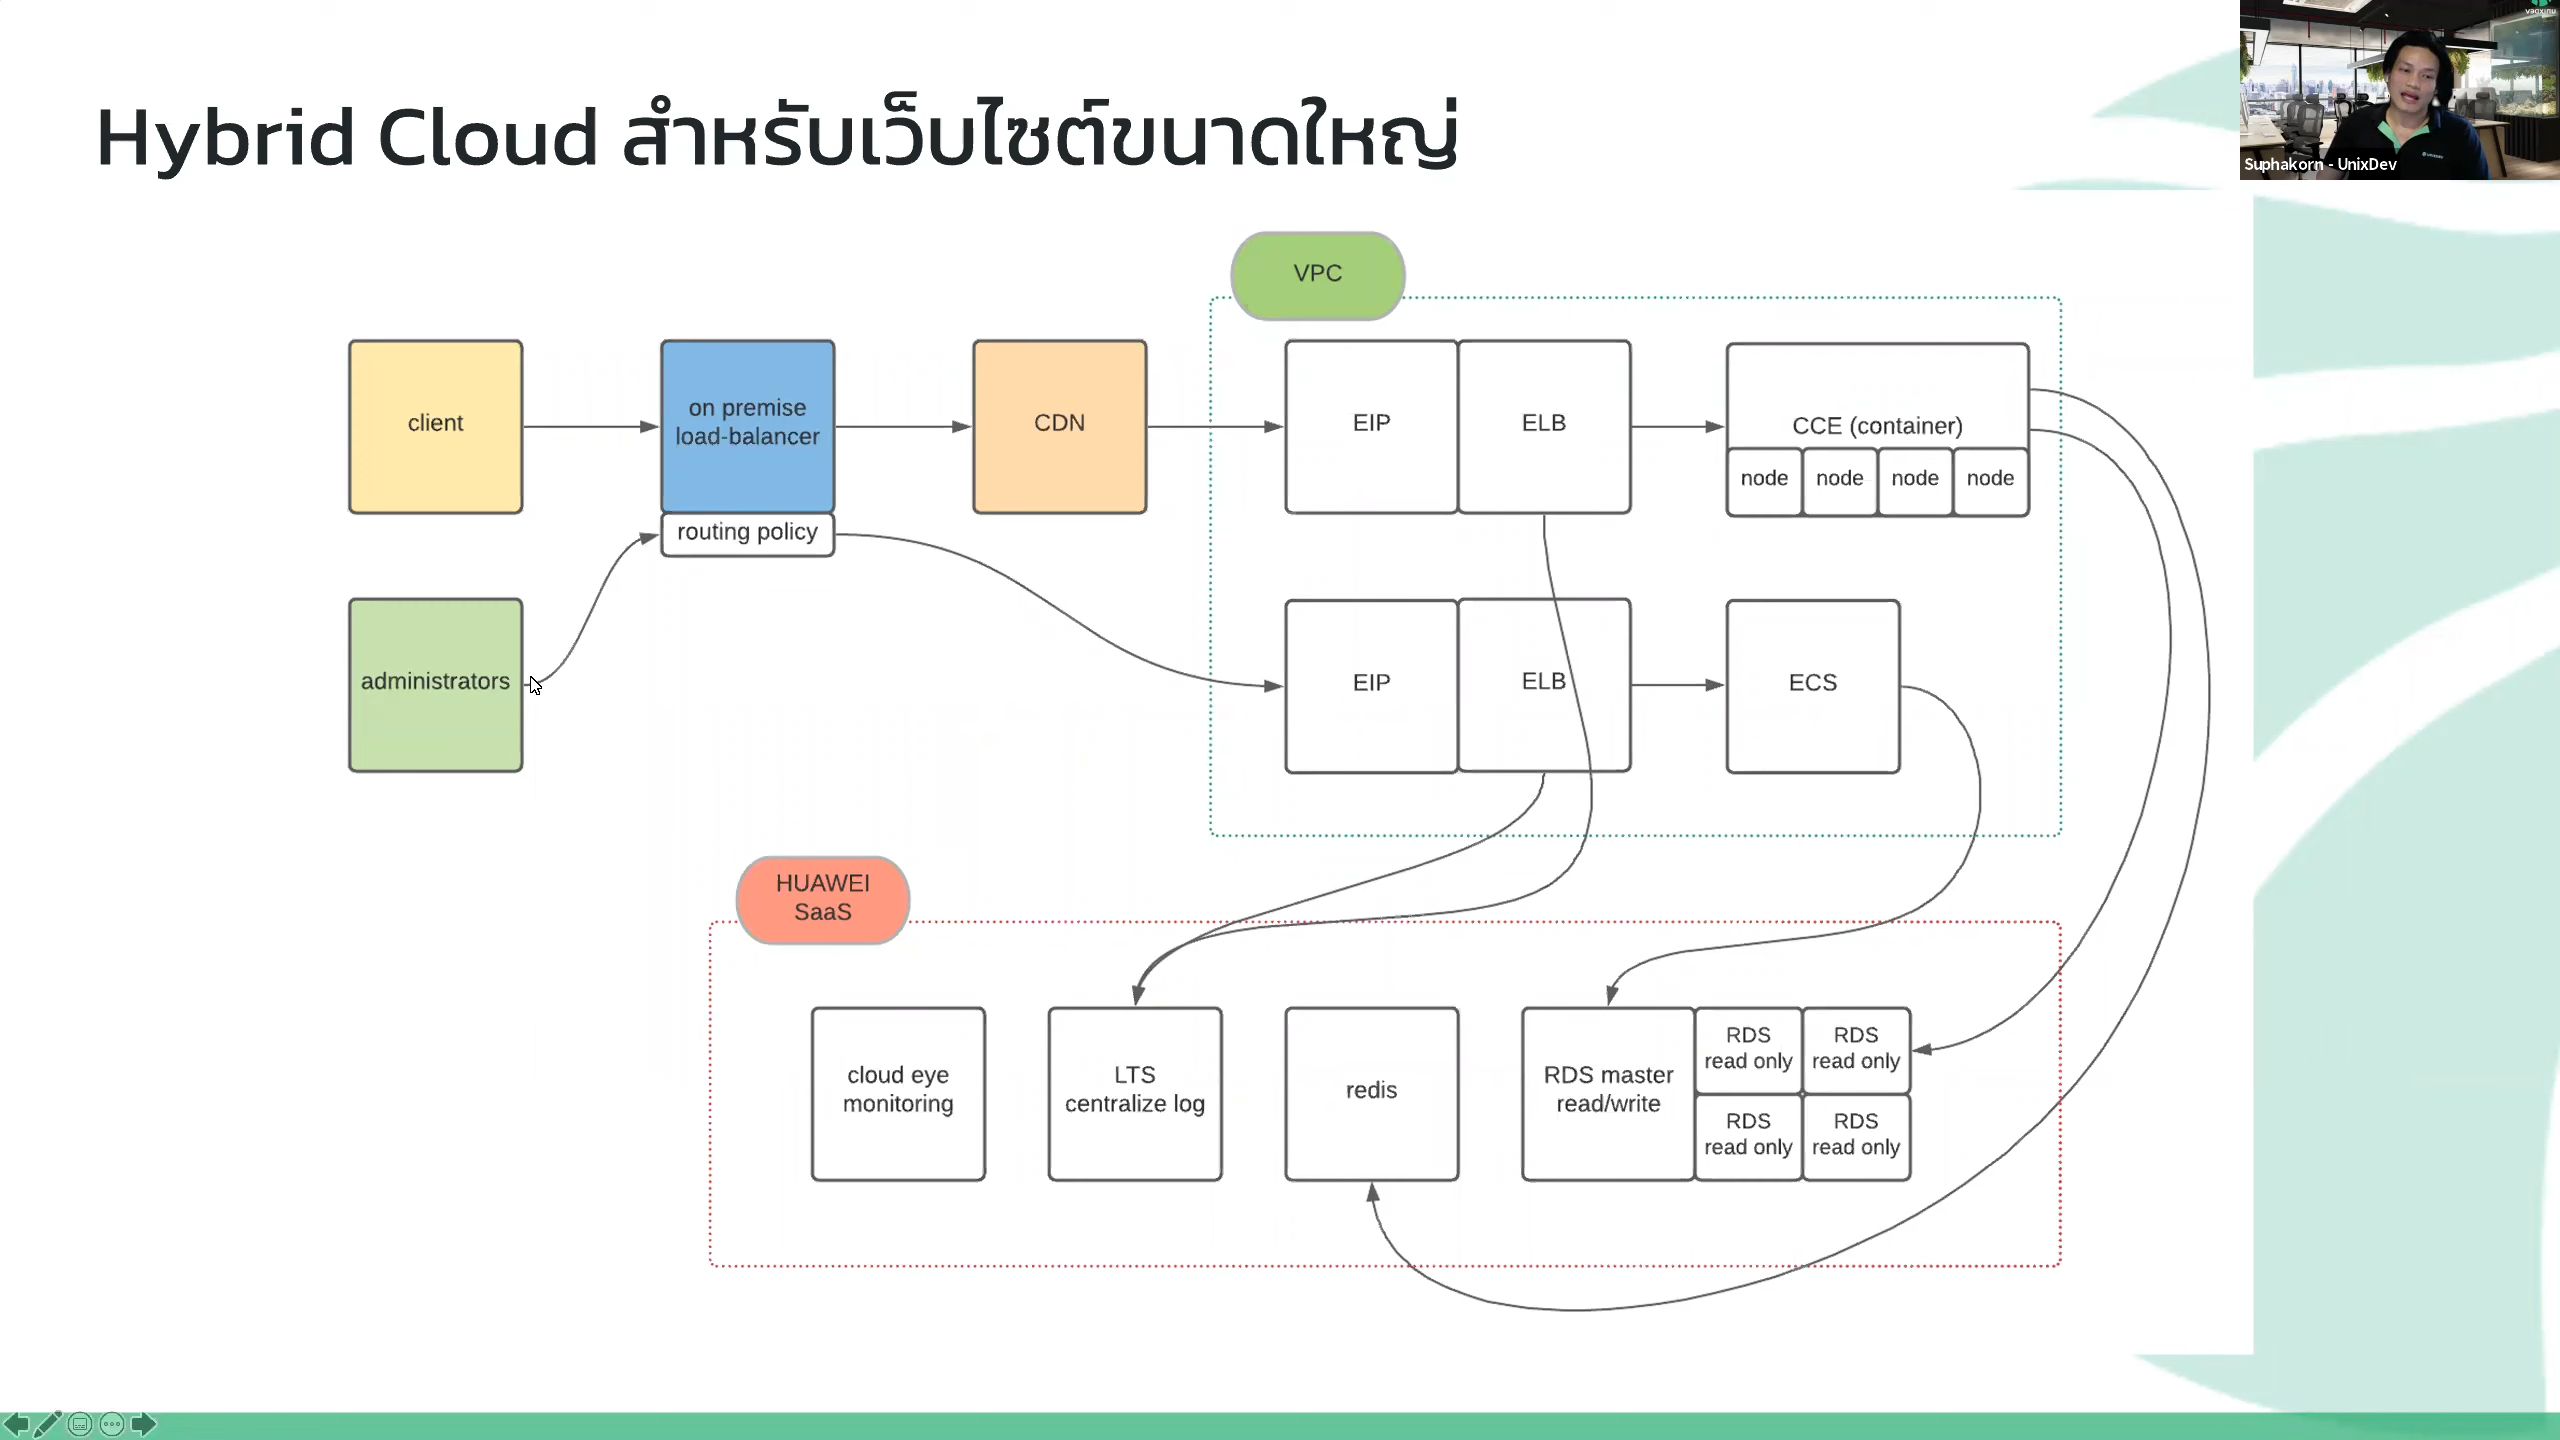 Hybrid Cloud สำหรับเว็บไซต์ขนาดใหญ่
Suphakorn - UnixDev
VPC
client
on premise
load-balancer
routing policy
CDN
EIP
ELB
CCE (container)
node
node
node
node
administrators
EIP
ELB
ECS
HUAWEI
SaaS
cloud eye
monitoring
LTS
centralize log
redis
RDS master
read/write
RDS
read only
RDS
read only
RDS
read only
RDS
read only